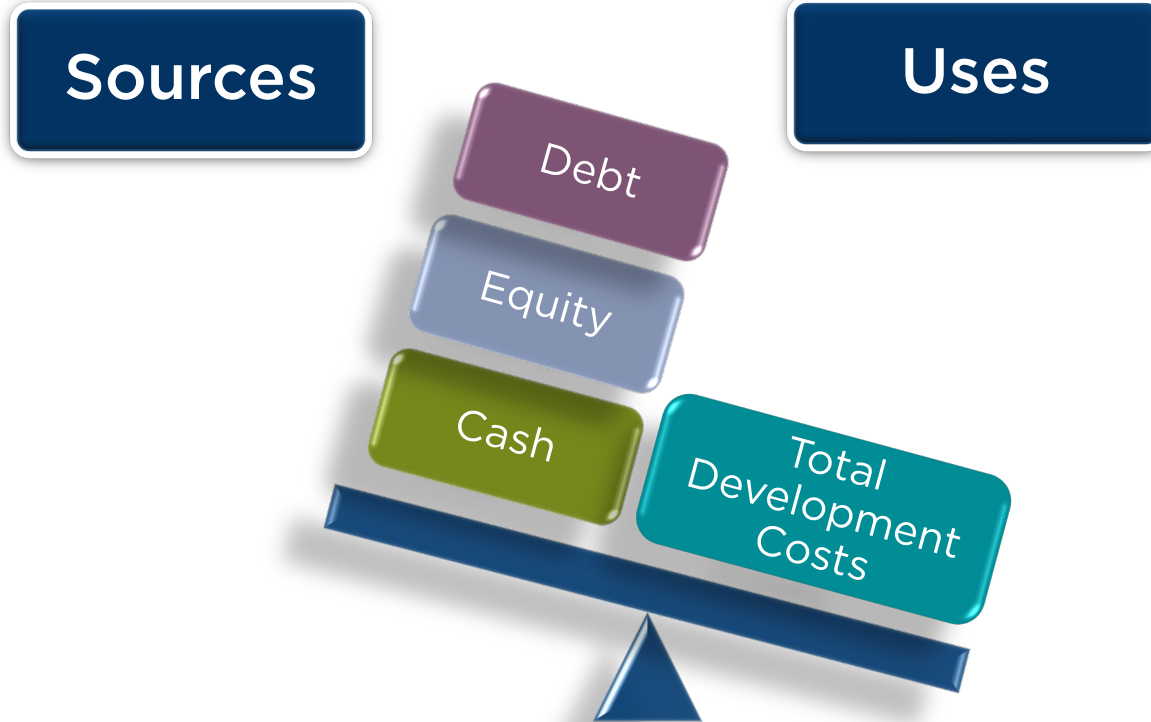 Sources
Uses
Debt
Equity
Cash
Total
Development
Costs